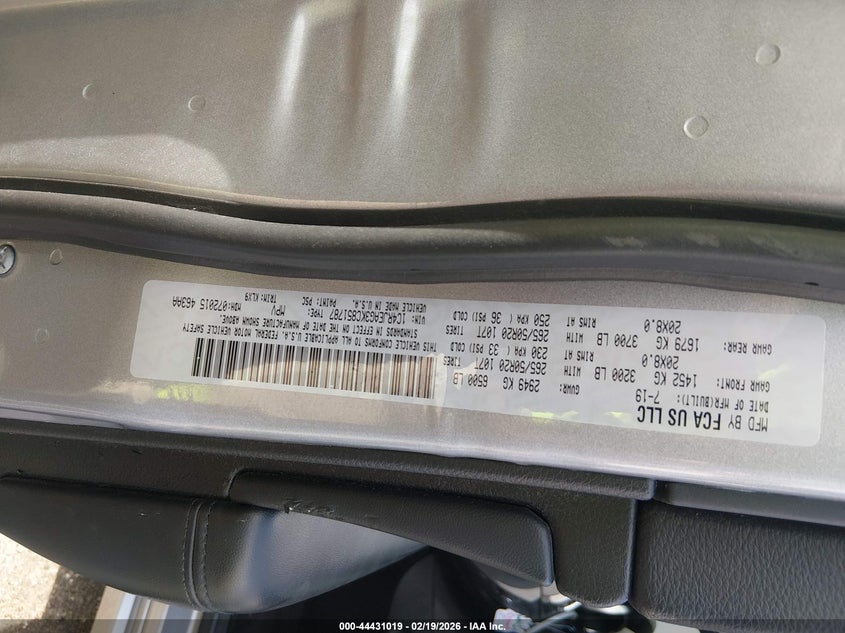 MFD BY FCA US LLC
DATE OF MFR(BUILT): 7-19
GVWR: 2949 KG 6500 LB
GAWR FRONT: 1452 KG 3200 LB WITH 265/50R20 107T TIRES
20X8.0 RIMS AT 230 KPA ( 33 PSI) COLD
GAWR REAR: 1679 KG 3700 LB WITH 265/50R20 107T TIRES
20X8.0 RIMS AT 250 KPA ( 36 PSI) COLD
THIS VEHICLE CONFORMS TO ALL APPLICABLE U.S.A. FEDERAL MOTOR VEHICLE SAFETY
STANDARDS IN EFFECT ON THE DATE OF MANUFACTURE SHOWN ABOVE.
VIN: 1C4RJEAG3KC851787 TYPE: MPV MDH:072015 463AA
VEHICLE MADE IN U.S.A. PAINT: PSC TRIM: KLX9
000-44431019 - 02/19/2026 - IAA Inc.